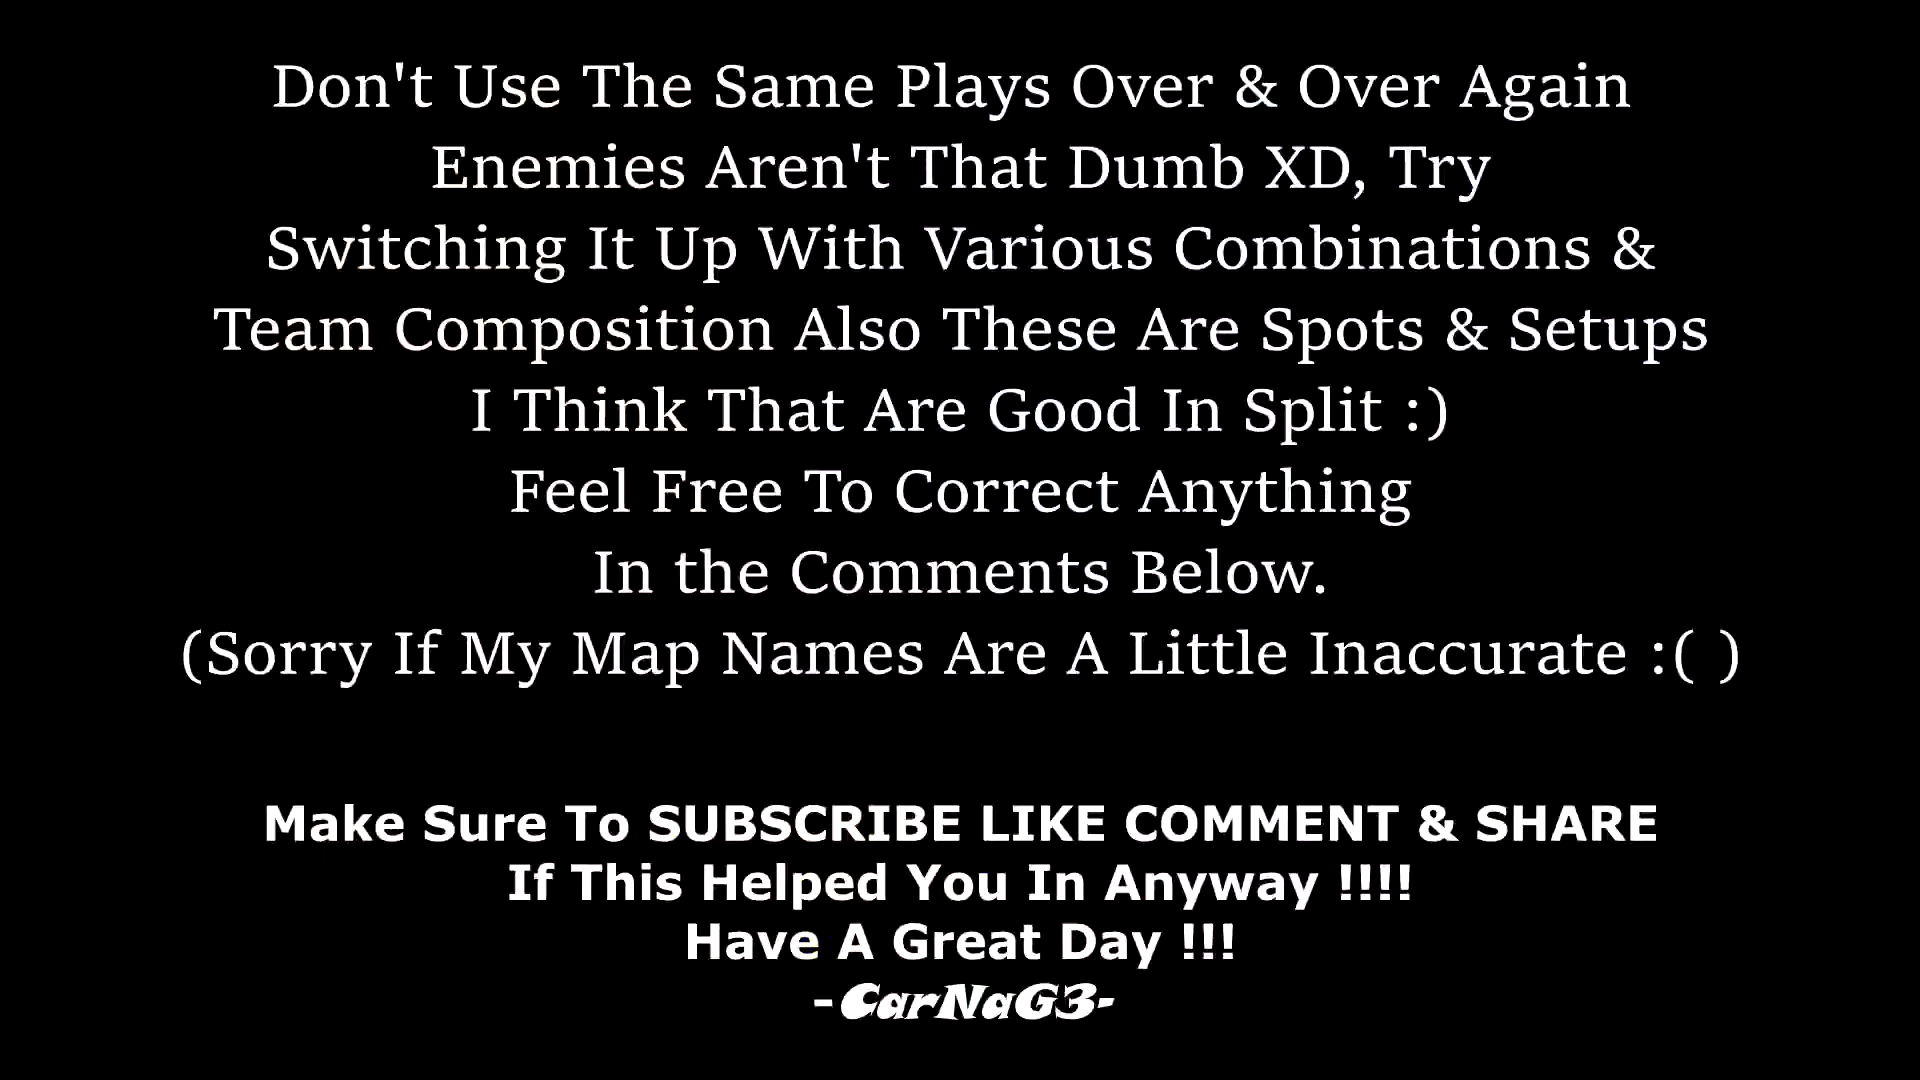 Don't Use The Same Plays Over & Over Again
Enemies Aren't That Dumb XD, Try
Switching It Up With Various Combinations &
Team Composition Also These Are Spots & Setups
I Think That Are Good In Split :)
Feel Free To Correct Anything
In the Comments Below.
(Sorry If My Map Names Are A Little Inaccurate :( )
Make Sure To SUBSCRIBE LIKE COMMENT & SHARE
If This Helped You In Anyway !!!!
Have A Great Day !!!
-CarNaG3-